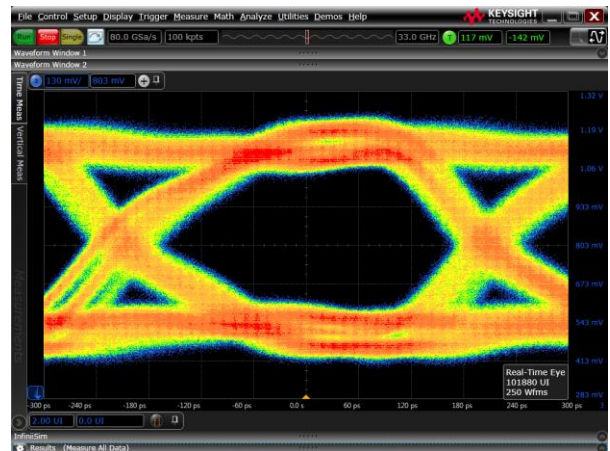 File Control Setup Display Trigger Measure Math Analyze Utilities Demos Help
KEYSIGHT TECHNOLOGIES
Run Stop Single 80.0 GSa/s 100 kpts 33.0 GHz T 117 mV -142 mV
Waveform Window 1
Waveform Window 2
130 mV/ 803 mV
Time Meas
Vertical Meas
Measurements
1.32 V
1.19 V
1.06 V
933 mV
803 mV
673 mV
543 mV
413 mV
283 mV
Real-Time Eye
101880 UI
250 Wfms
-300 ps -240 ps -180 ps -120 ps -60 ps 0.0 s 60 ps 120 ps 180 ps 240 ps 300 ps
2.00 UI 0.0 UI
InfiniiSim
Results (Measure All Data)